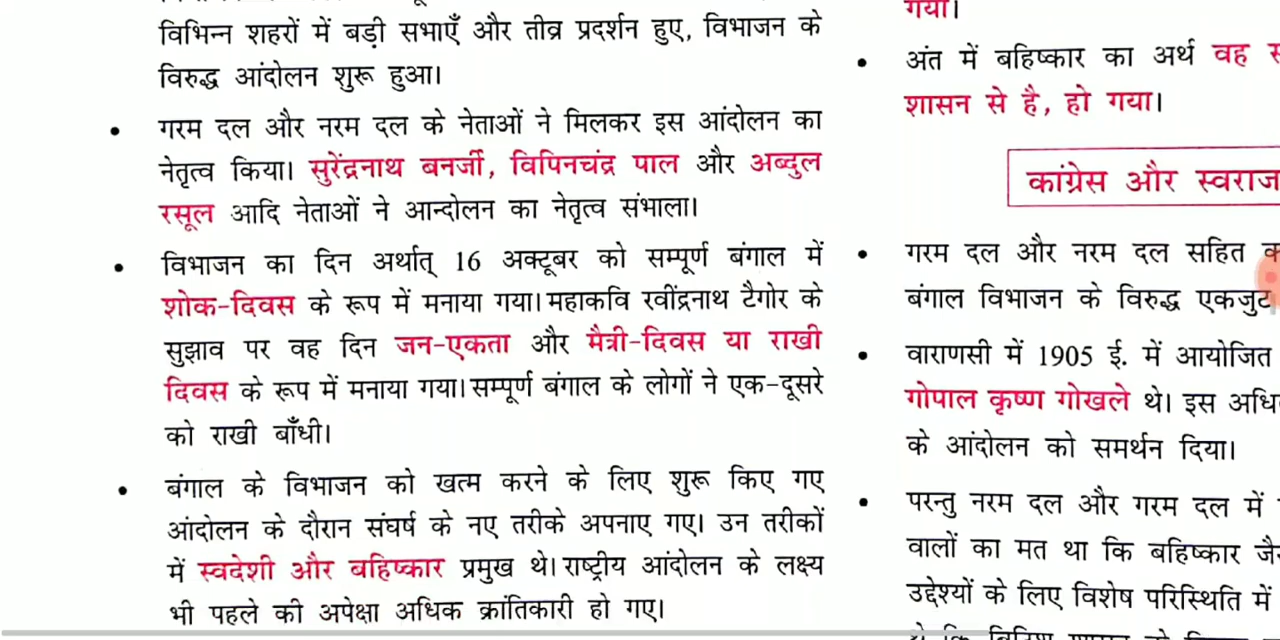 विभिन्न शहरों में बड़ी सभाएँ और तीव्र प्रदर्शन हुए, विभाजन के
विरुद्ध आंदोलन शुरू हुआ।
• गरम दल और नरम दल के नेताओं ने मिलकर इस आंदोलन का
नेतृत्व किया। सुरेंद्रनाथ बनर्जी, विपिनचंद्र पाल और अब्दुल
रसूल आदि नेताओं ने आन्दोलन का नेतृत्व संभाला।
• विभाजन का दिन अर्थात् 16 अक्टूबर को सम्पूर्ण बंगाल में
शोक-दिवस के रूप में मनाया गया। महाकवि रवींद्रनाथ टैगोर के
सुझाव पर वह दिन जन-एकता और मैत्री-दिवस या राखी
दिवस के रूप में मनाया गया। सम्पूर्ण बंगाल के लोगों ने एक-दूसरे
को राखी बाँधी।
• बंगाल के विभाजन को खत्म करने के लिए शुरू किए गए
आंदोलन के दौरान संघर्ष के नए तरीके अपनाए गए। उन तरीकों
में स्वदेशी और बहिष्कार प्रमुख थे। राष्ट्रीय आंदोलन के लक्ष्य
भी पहले की अपेक्षा अधिक क्रांतिकारी हो गए।
गया।
• अंत में बहिष्कार का अर्थ वह
शासन से है, हो गया।
कांग्रेस और स्वराज
• गरम दल और नरम दल सहित
बंगाल विभाजन के विरुद्ध एकजुट
• वाराणसी में 1905 ई. में आयोजित
गोपाल कृष्ण गोखले थे। इस
के आंदोलन को समर्थन दिया।
• परन्तु नरम दल और गरम दल में
वालों का मत था कि बहिष्कार
उद्देश्यों के लिए विशेष परिस्थिति में